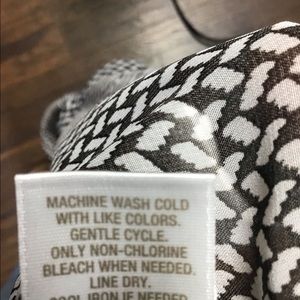 MACHINE WASH COLD
WITH LIKE COLORS.
GENTLE CYCLE.
ONLY NON-CHLORINE
BLEACH WHEN NEEDED.
LINE DRY.
COOL IRON IF NEEDED